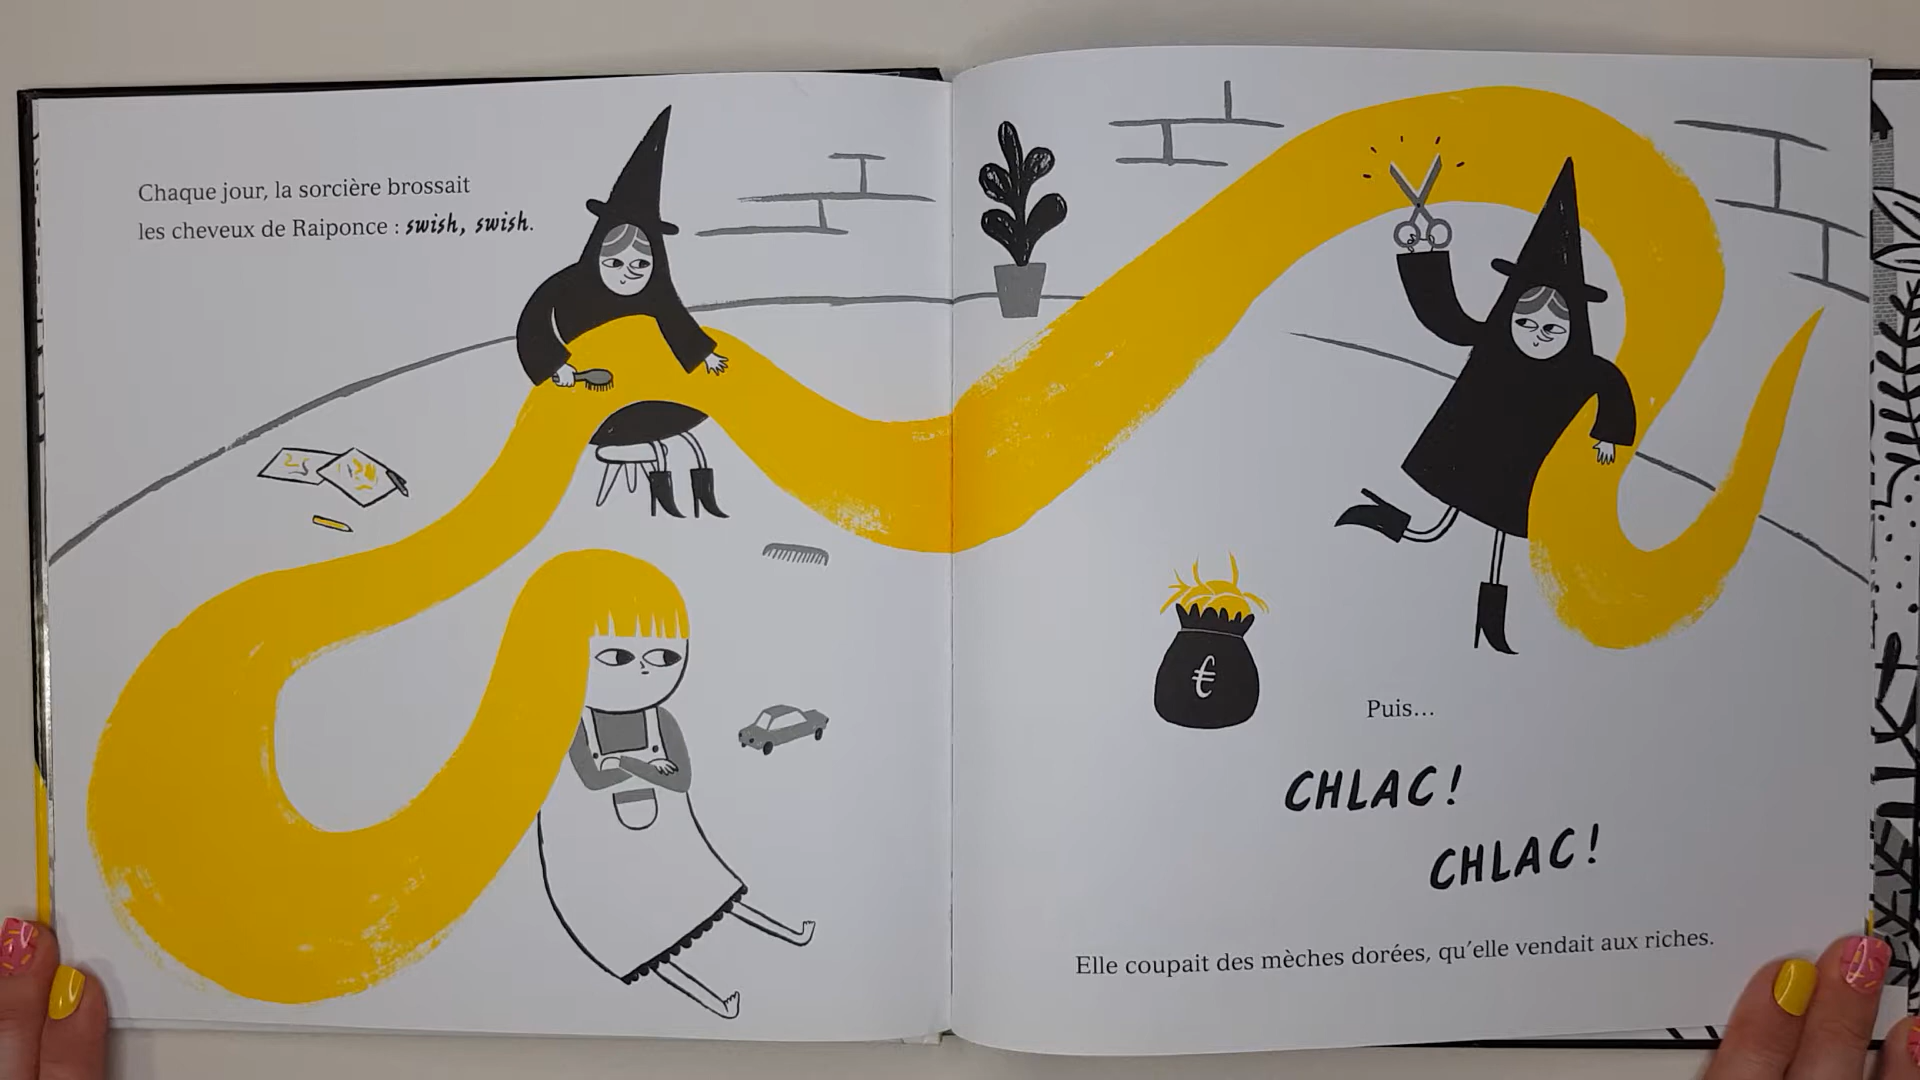 Chaque jour, la sorcière brossait
les cheveux de Raiponce : swish, swish.
€
Puis...
CHLAC !
CHLAC !
Elle coupait des mèches dorées, qu'elle vendait aux riches.